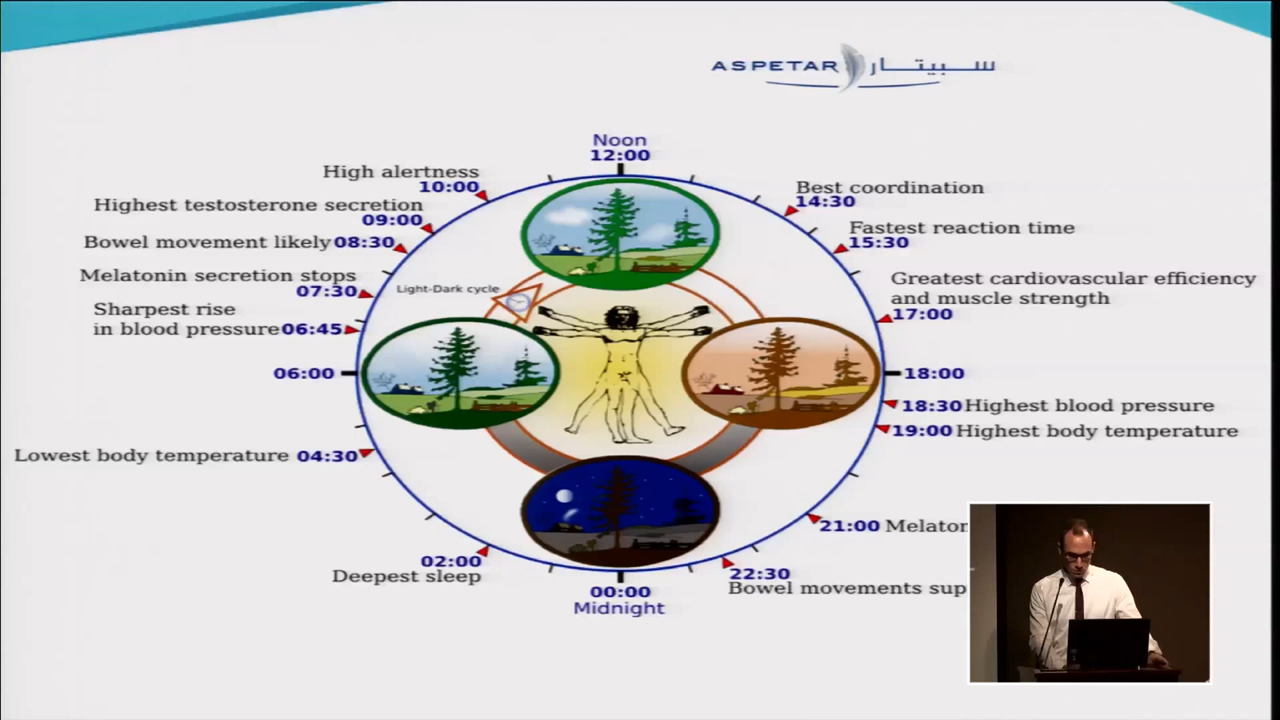 ASPETAR سبيتار
Noon
12:00
High alertness
10:00
Highest testosterone secretion
09:00
Bowel movement likely 08:30
Melatonin secretion stops
07:30
Sharpest rise
in blood pressure 06:45
06:00
Lowest body temperature 04:30
02:00
Deepest sleep
00:00
Midnight
Best coordination
14:30
Fastest reaction time
15:30
Greatest cardiovascular efficiency
and muscle strength
17:00
18:00
18:30 Highest blood pressure
19:00 Highest body temperature
21:00
22:30
Bowel movements
Light-Dark cycle